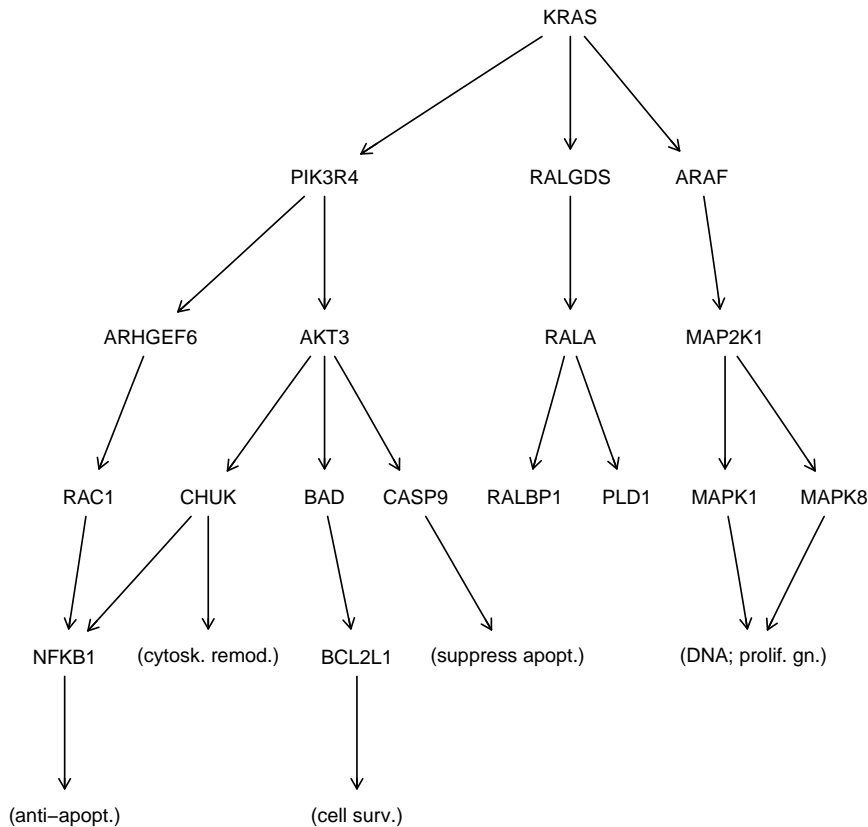 KRAS
PIK3R4 RALGDS ARAF
ARHGEF6 AKT3 RALA MAP2K1
RAC1 CHUK BAD CASP9 RALBP1 PLD1 MAPK1 MAPK8
NFKB1 (cytosk. remod.) BCL2L1 (suppress apopt.) (DNA; prolif. gn.)
(anti−apopt.) (cell surv.)